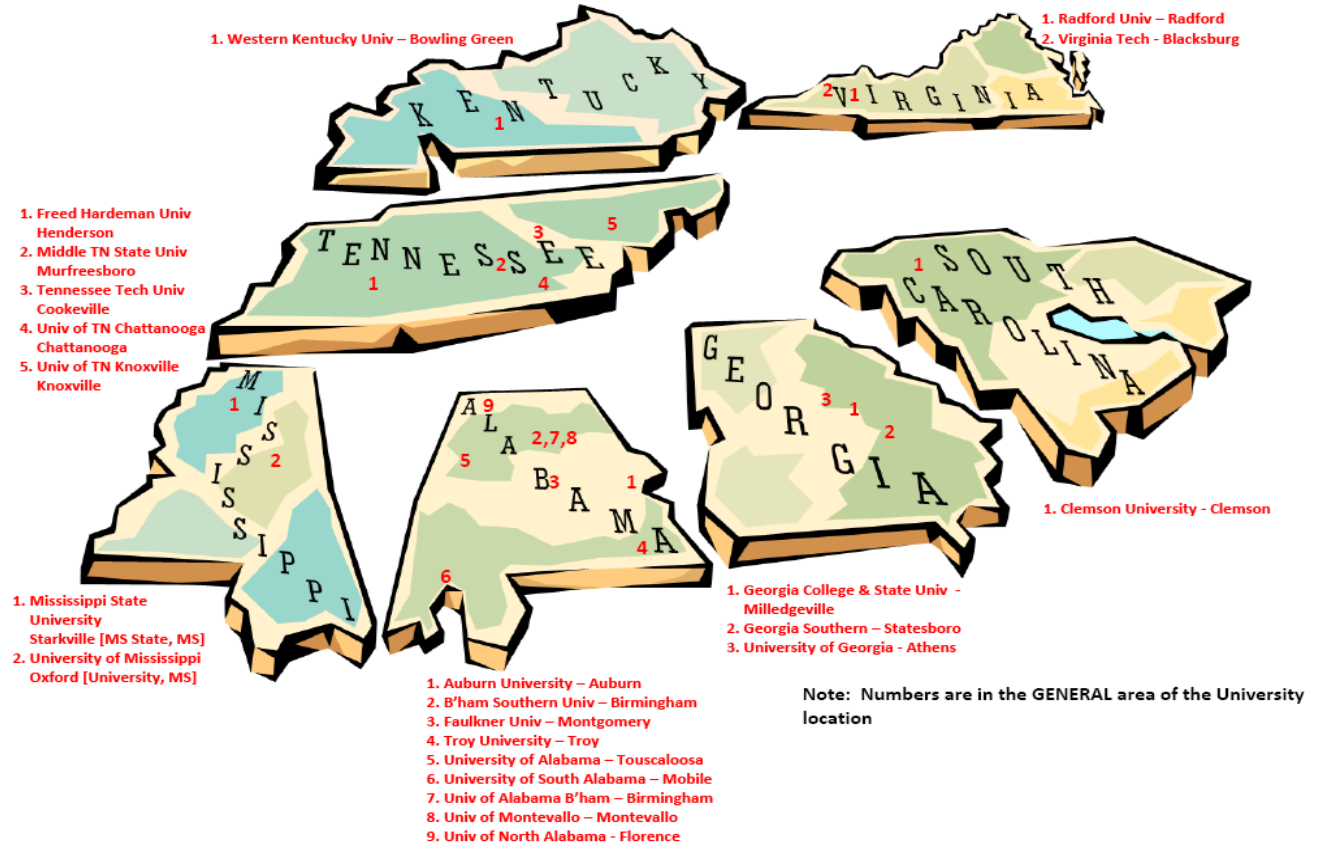 1. Western Kentucky Univ – Bowling Green
KENTUCKY
1
1. Radford Univ – Radford
2. Virginia Tech - Blacksburg
VIRGINIA
2
1
1. Freed Hardeman Univ
Henderson
2. Middle TN State Univ
Murfreesboro
3. Tennessee Tech Univ
Cookeville
4. Univ of TN Chattanooga
Chattanooga
5. Univ of TN Knoxville
Knoxville
TENNESSEE
1
2
3
4
5
SOUTH
CAROLINA
1
1. Clemson University - Clemson
MISSISSIPPI
1
2
1. Mississippi State
University
Starkville [MS State, MS]
2. University of Mississippi
Oxford [University, MS]
ALABAMA
9
2,7,8
5
3
1
4
6
1. Auburn University – Auburn
2. B’ham Southern Univ – Birmingham
3. Faulkner Univ – Montgomery
4. Troy University – Troy
5. University of Alabama – Touscaloosa
6. University of South Alabama – Mobile
7. Univ of Alabama B’ham – Birmingham
8. Univ of Montevallo – Montevallo
9. Univ of North Alabama - Florence
GEORGIA
3
1
2
1. Georgia College & State Univ -
Milledgeville
2. Georgia Southern – Statesboro
3. University of Georgia - Athens
Note: Numbers are in the GENERAL area of the University
location